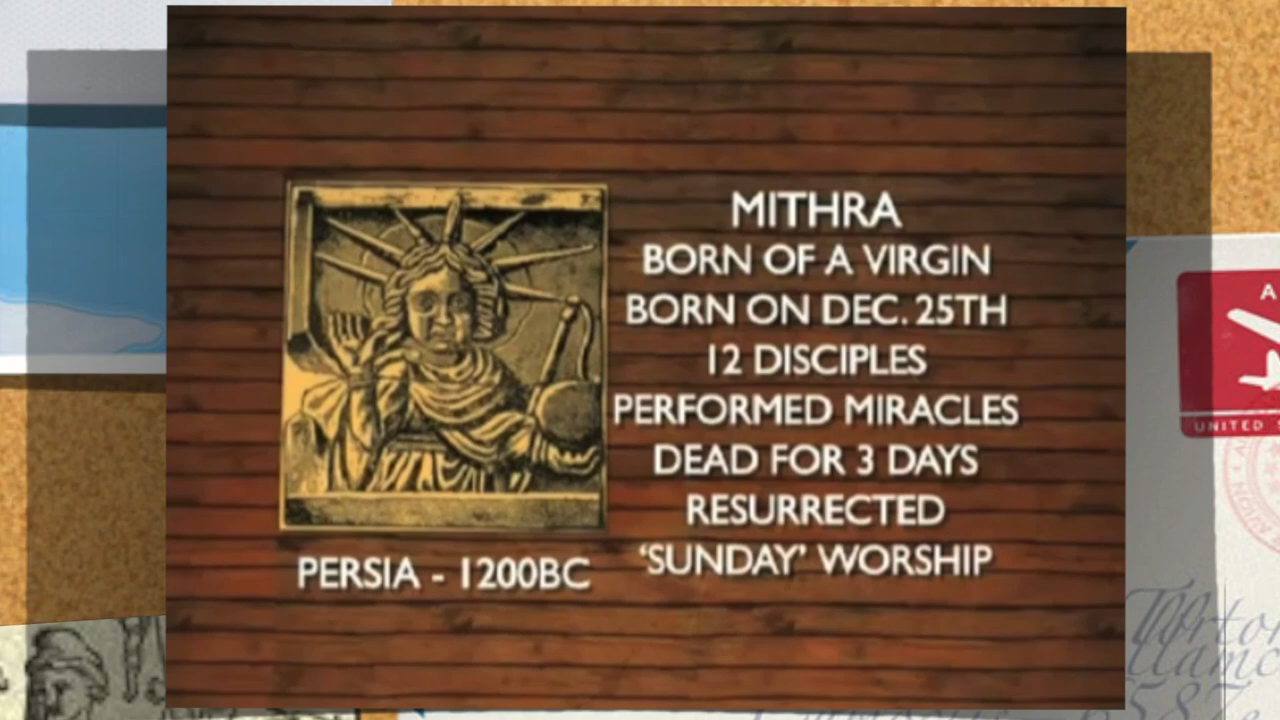 MITHRA
BORN OF A VIRGIN
BORN ON DEC. 25TH
12 DISCIPLES
PERFORMED MIRACLES
DEAD FOR 3 DAYS
RESURRECTED
'SUNDAY' WORSHIP
PERSIA - 1200BC
A
UNITED S